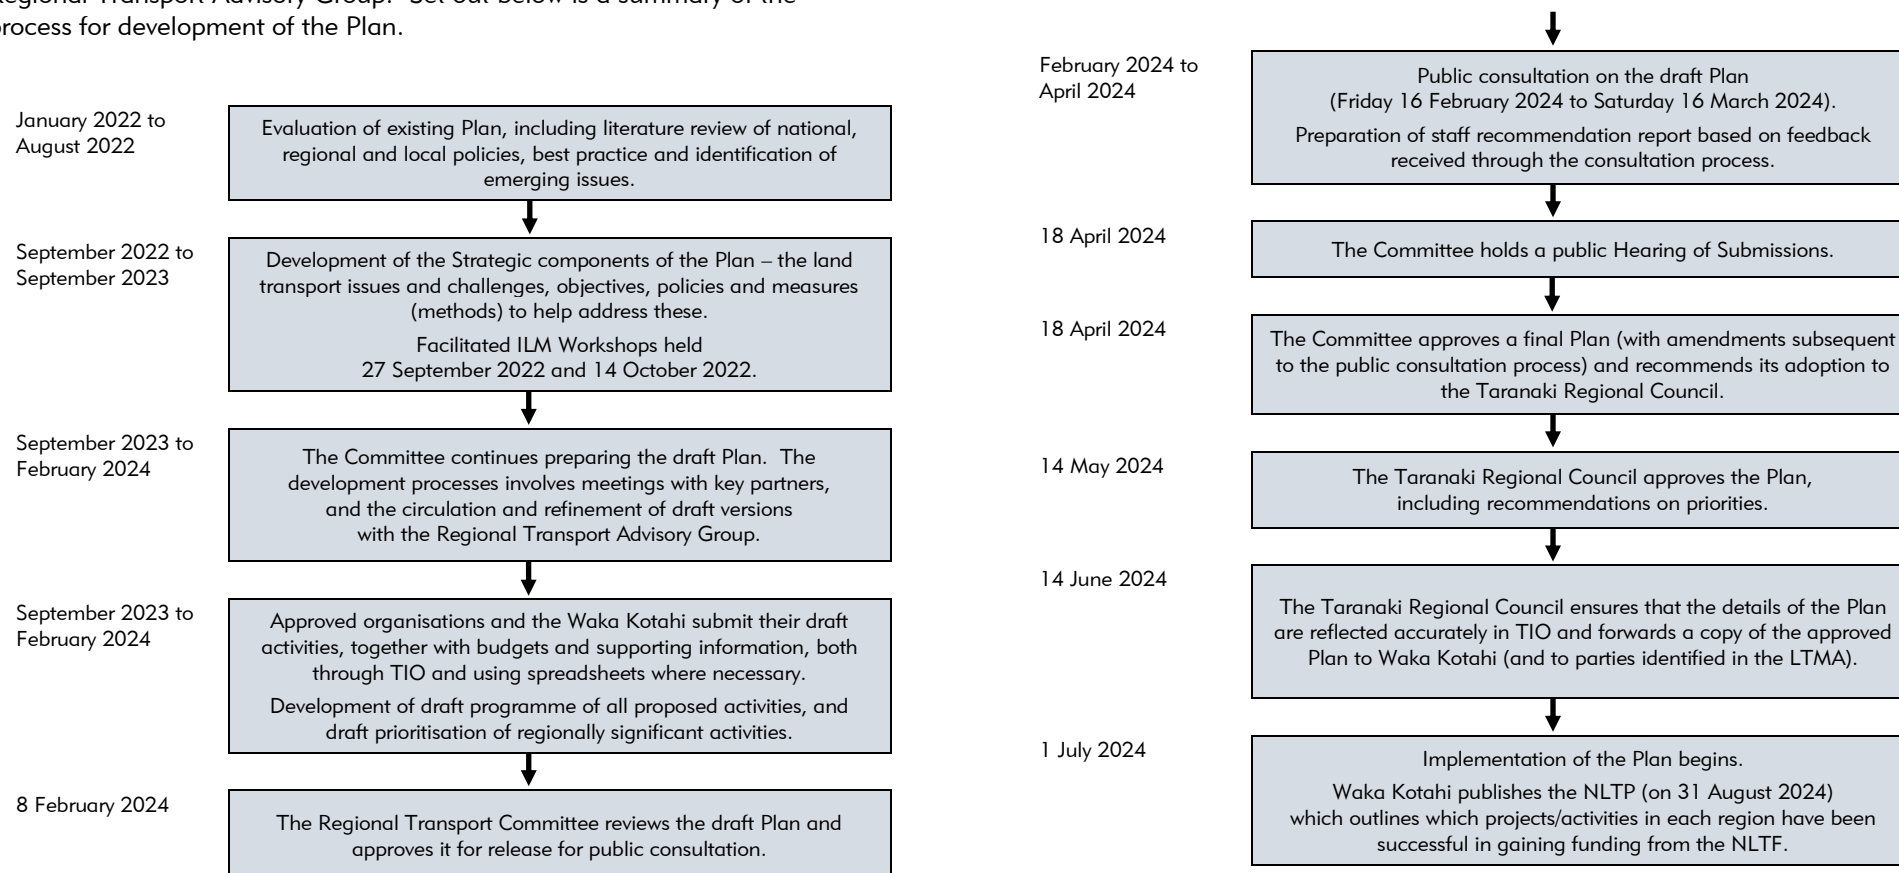 Regional Transport Advisory Group. Set out below is a summary of the
process for development of the Plan.
January 2022 to
August 2022
Evaluation of existing Plan, including literature review of national,
regional and local policies, best practice and identification of
emerging issues.
September 2022 to
September 2023
Development of the Strategic components of the Plan – the land
transport issues and challenges, objectives, policies and measures
(methods) to help address these.
Facilitated ILM Workshops held
27 September 2022 and 14 October 2022.
September 2023 to
February 2024
The Committee continues preparing the draft Plan. The
development processes involves meetings with key partners,
and the circulation and refinement of draft versions
with the Regional Transport Advisory Group.
September 2023 to
February 2024
Approved organisations and the Waka Kotahi submit their draft
activities, together with budgets and supporting information, both
through TIO and using spreadsheets where necessary.
Development of draft programme of all proposed activities, and
draft prioritisation of regionally significant activities.
8 February 2024
The Regional Transport Committee reviews the draft Plan and
approves it for release for public consultation.
February 2024 to
April 2024
Public consultation on the draft Plan
(Friday 16 February 2024 to Saturday 16 March 2024).
Preparation of staff recommendation report based on feedback
received through the consultation process.
18 April 2024
The Committee holds a public Hearing of Submissions.
18 April 2024
The Committee approves a final Plan (with amendments subsequent
to the public consultation process) and recommends its adoption to
the Taranaki Regional Council.
14 May 2024
The Taranaki Regional Council approves the Plan,
including recommendations on priorities.
14 June 2024
The Taranaki Regional Council ensures that the details of the Plan
are reflected accurately in TIO and forwards a copy of the approved
Plan to Waka Kotahi (and to parties identified in the LTMA).
1 July 2024
Implementation of the Plan begins.
Waka Kotahi publishes the NLTP (on 31 August 2024)
which outlines which projects/activities in each region have been
successful in gaining funding from the NLTF.